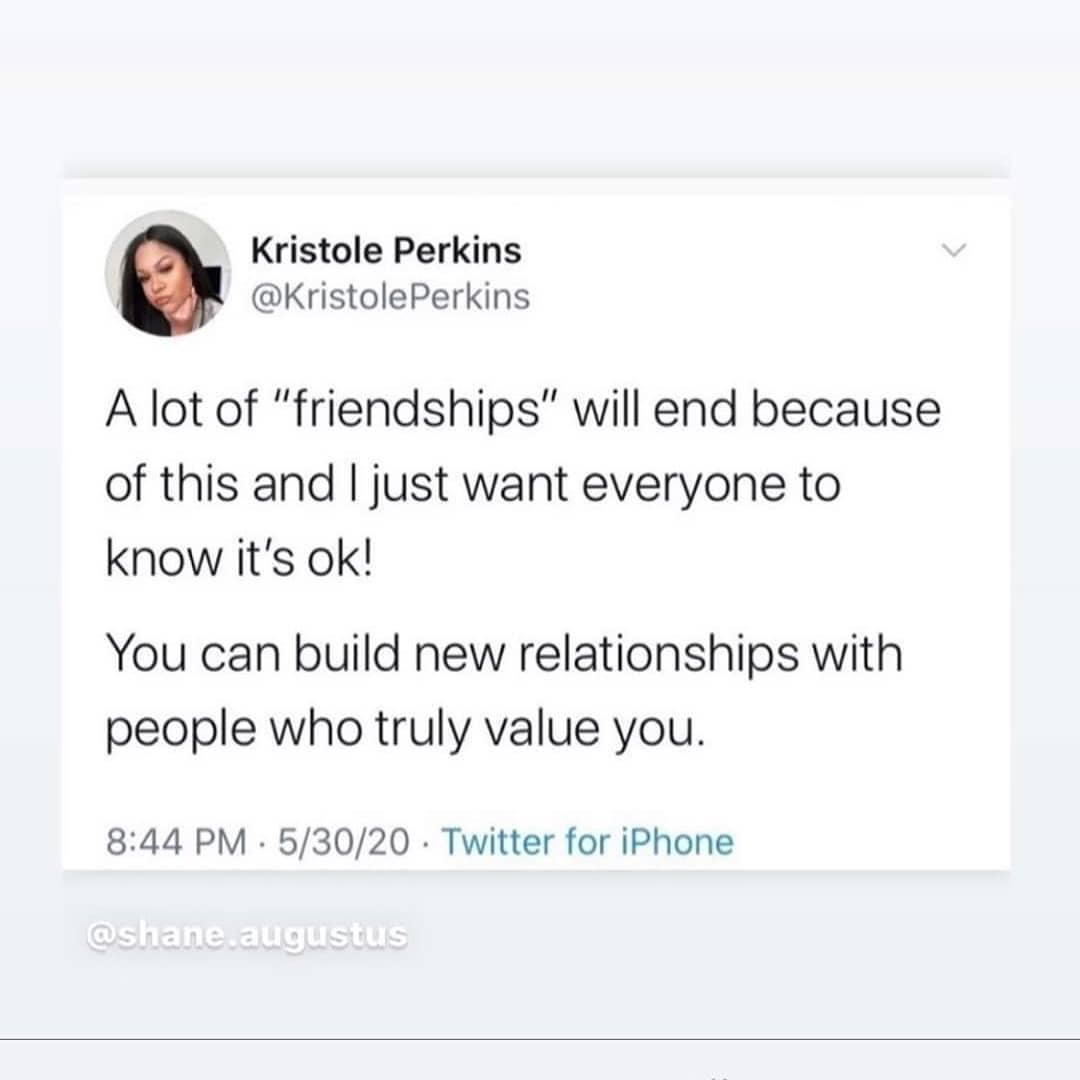 Kristole Perkins
@KristolePerkins
A lot of "friendships" will end because
of this and I just want everyone to
know it's ok!
You can build new relationships with
people who truly value you.
8:44 PM · 5/30/20 · Twitter for iPhone
@shane.augustus